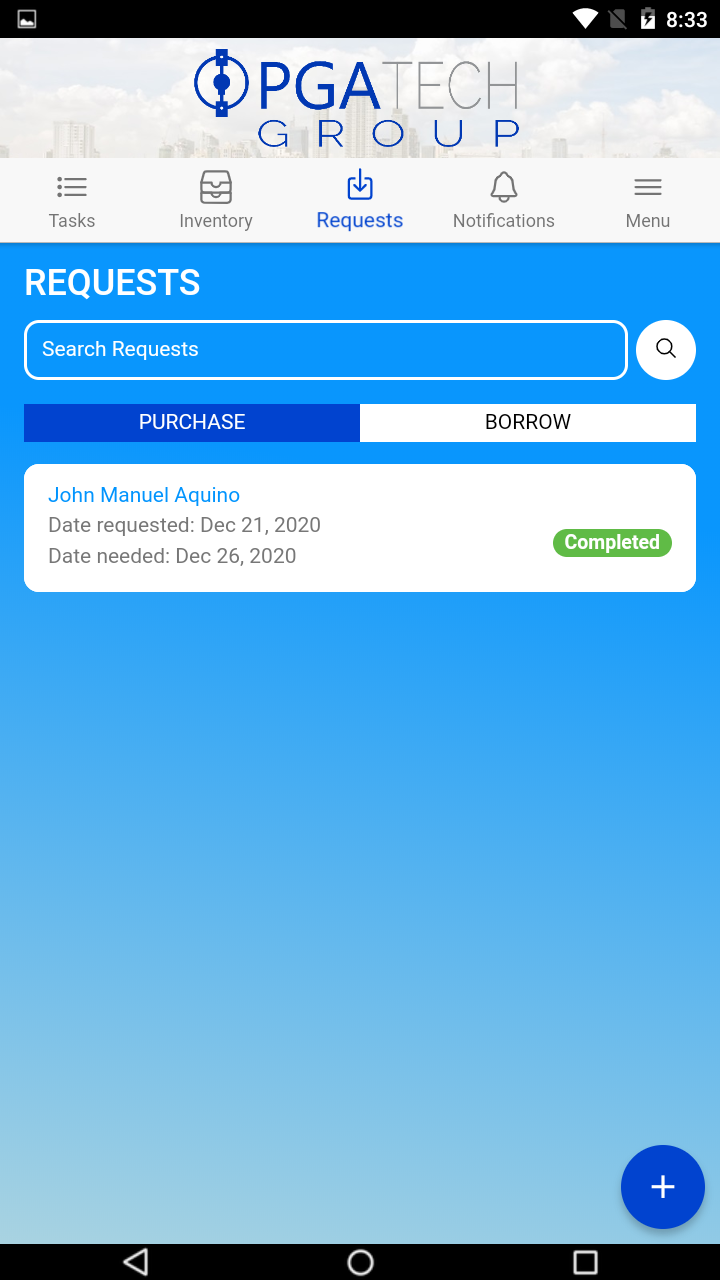 8:33
PGATECH
GROUP
Tasks
Inventory
Requests
Notifications
Menu
REQUESTS
Search Requests
PURCHASE
BORROW
John Manuel Aquino
Date requested: Dec 21, 2020
Date needed: Dec 26, 2020
Completed